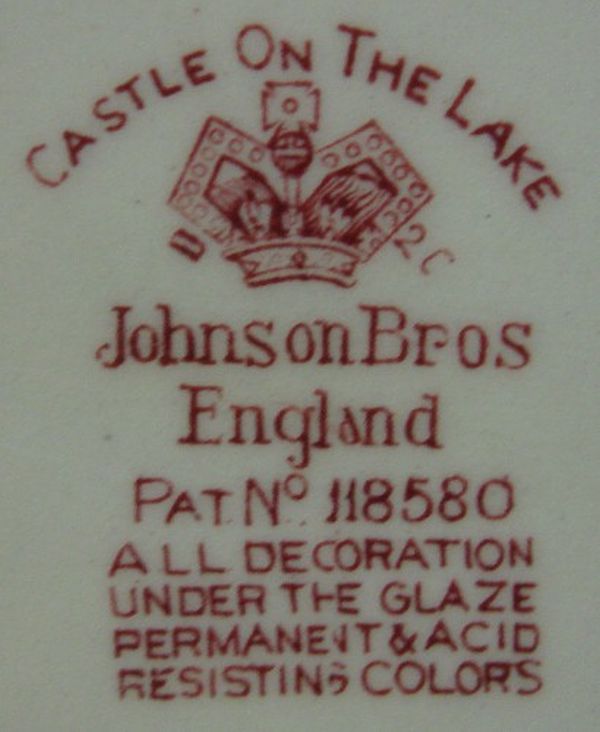 CASTLE ON THE LAKE
D 2C
Johnson Bros
England
PAT. Nº 118580
ALL DECORATION
UNDER THE GLAZE
PERMANENT & ACID
RESISTING COLORS